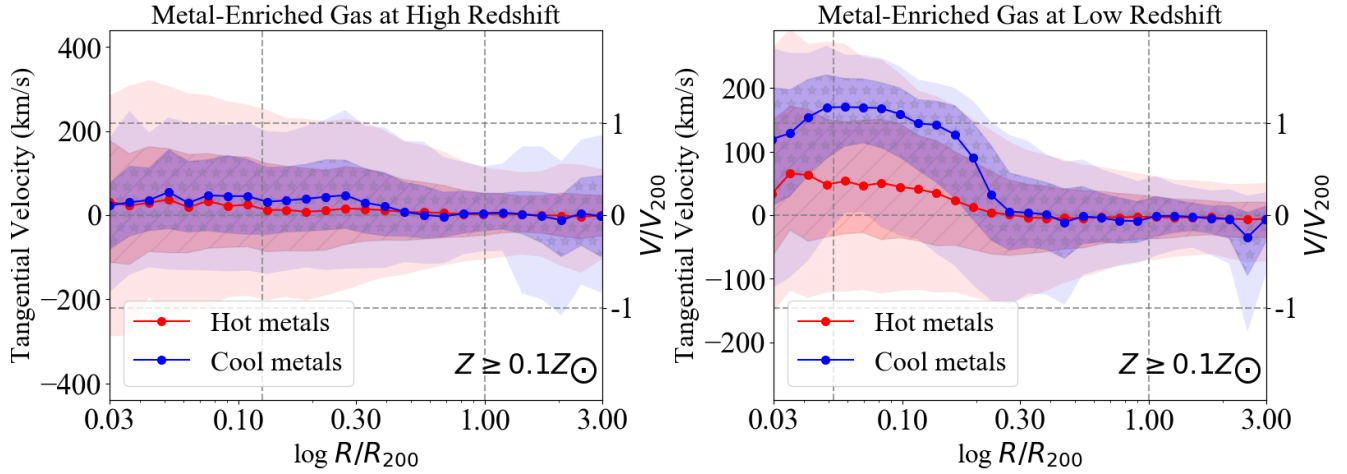 Metal-Enriched Gas at High Redshift
Tangential Velocity (km/s)
400
200
0
−200
−400
1
0
-1
V/V200
Hot metals
Cool metals
Z ≥ 0.1Z⊙
0.03
0.10
0.30
1.00
3.00
log R/R200
Metal-Enriched Gas at Low Redshift
Tangential Velocity (km/s)
200
100
0
−100
−200
1
0
-1
V/V200
Hot metals
Cool metals
Z ≥ 0.1Z⊙
0.03
0.10
0.30
1.00
3.00
log R/R200